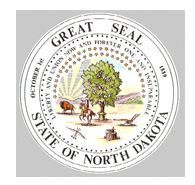 GREAT SEAL
OCTOBER 1st
1889
LIBERTY AND UNION NOW AND FOREVER ONE AND INSEPARABLE
STATE OF NORTH DAKOTA